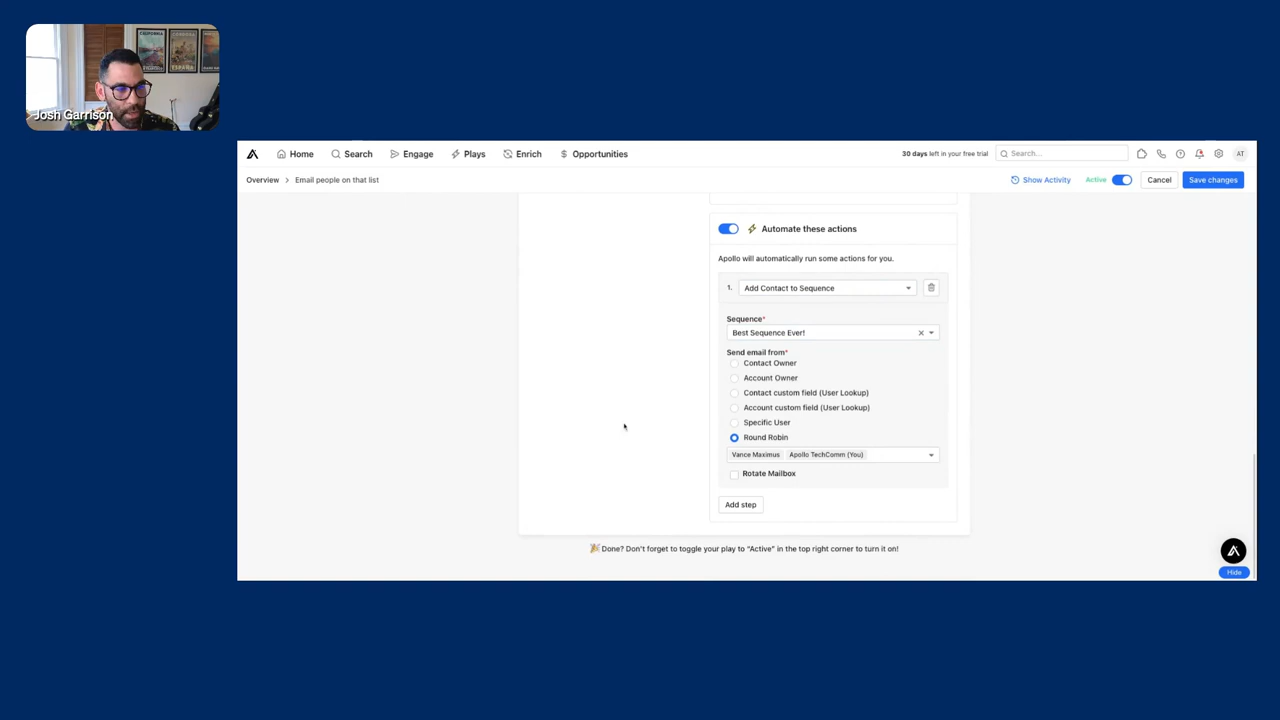 CALIFORNIA
ESPAÑA
Josh Garrison
Home
Search
Engage
Plays
Enrich
Opportunities
30 days left in your free trial
Search...
AT
Overview > Email people on that list
Show Activity
Active
Cancel
Save changes
Automate these actions
Apollo will automatically run some actions for you.
1. Add Contact to Sequence
Sequence*
Best Sequence Ever!
Send email from*
Contact Owner
Account Owner
Contact custom field (User Lookup)
Account custom field (User Lookup)
Specific User
Round Robin
Vance Maximus Apollo TechComm (You)
Rotate Mailbox
Add step
🎉 Done? Don't forget to toggle your play to “Active” in the top right corner to turn it on!
Hide